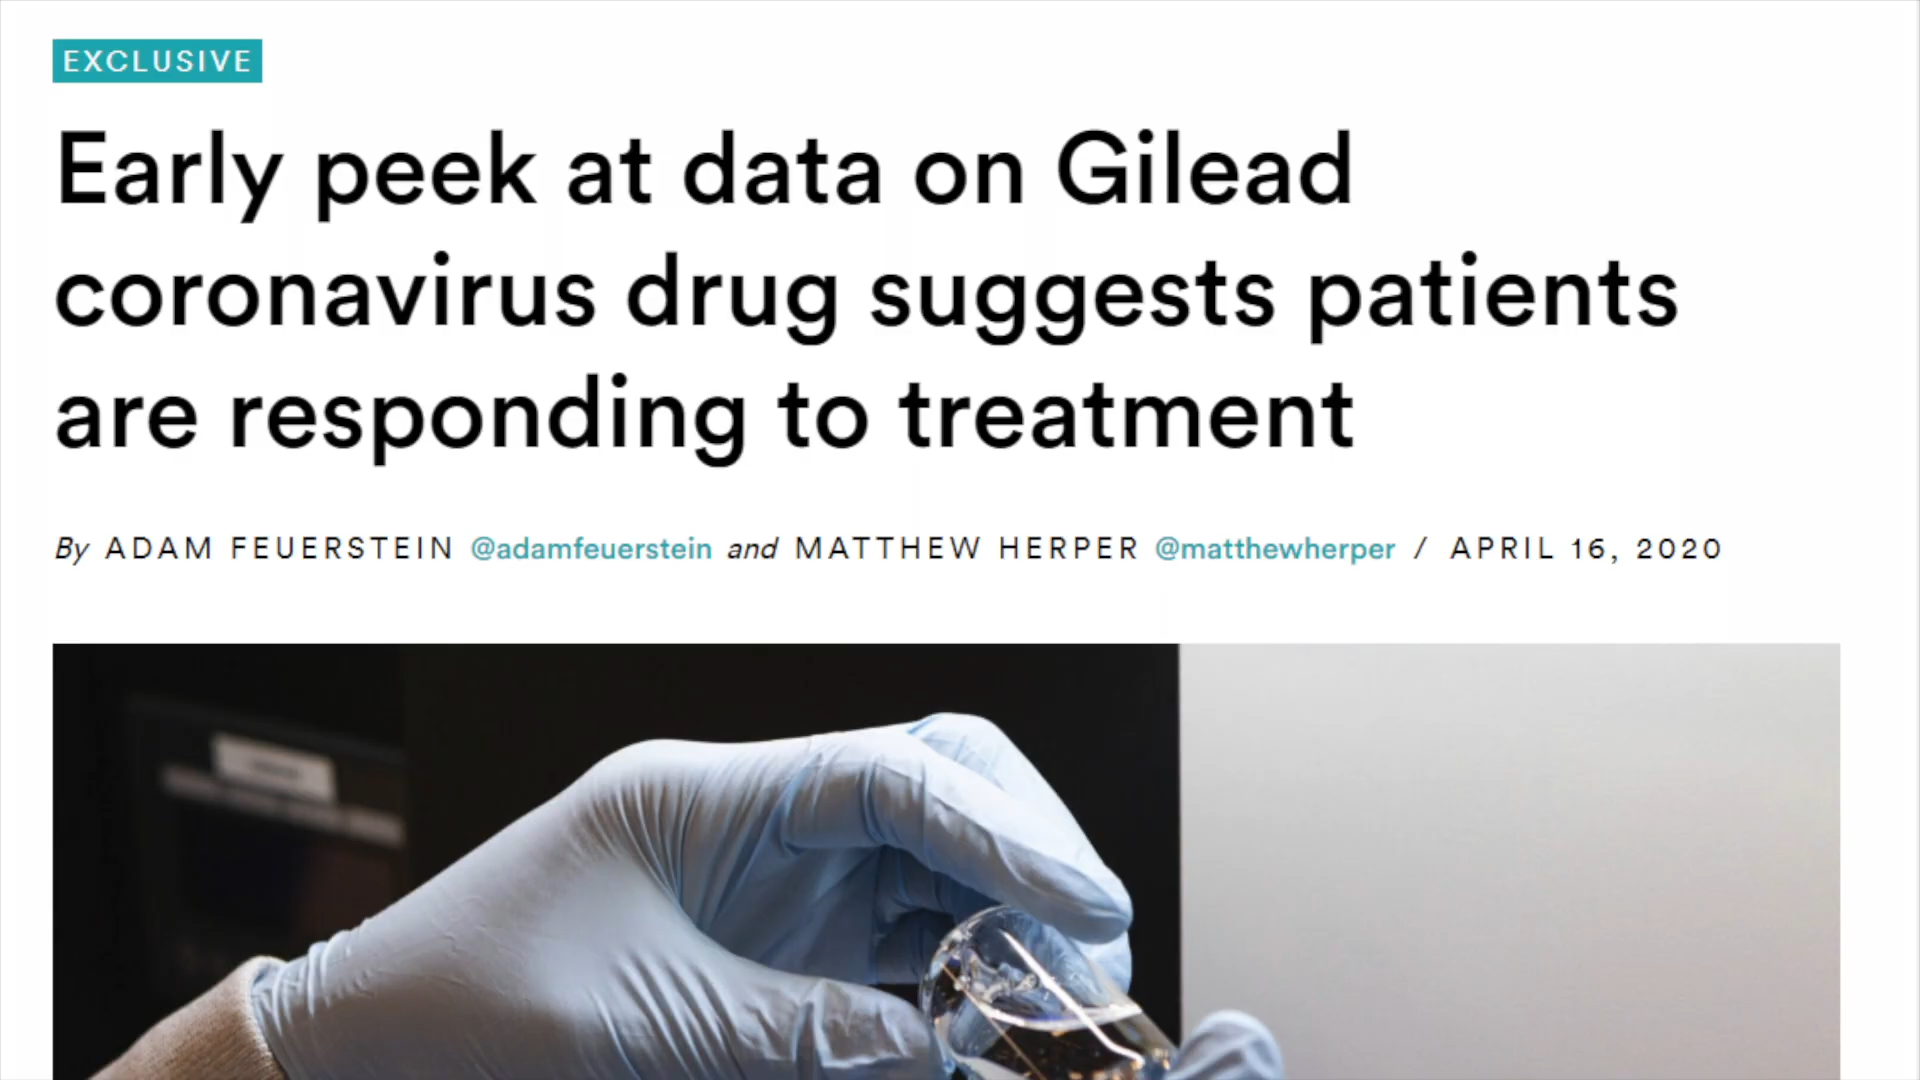 EXCLUSIVE
Early peek at data on Gilead
coronavirus drug suggests patients
are responding to treatment
By ADAM FEUERSTEIN @adamfeuerstein and MATTHEW HERPER @matthewherper / APRIL 16, 2020